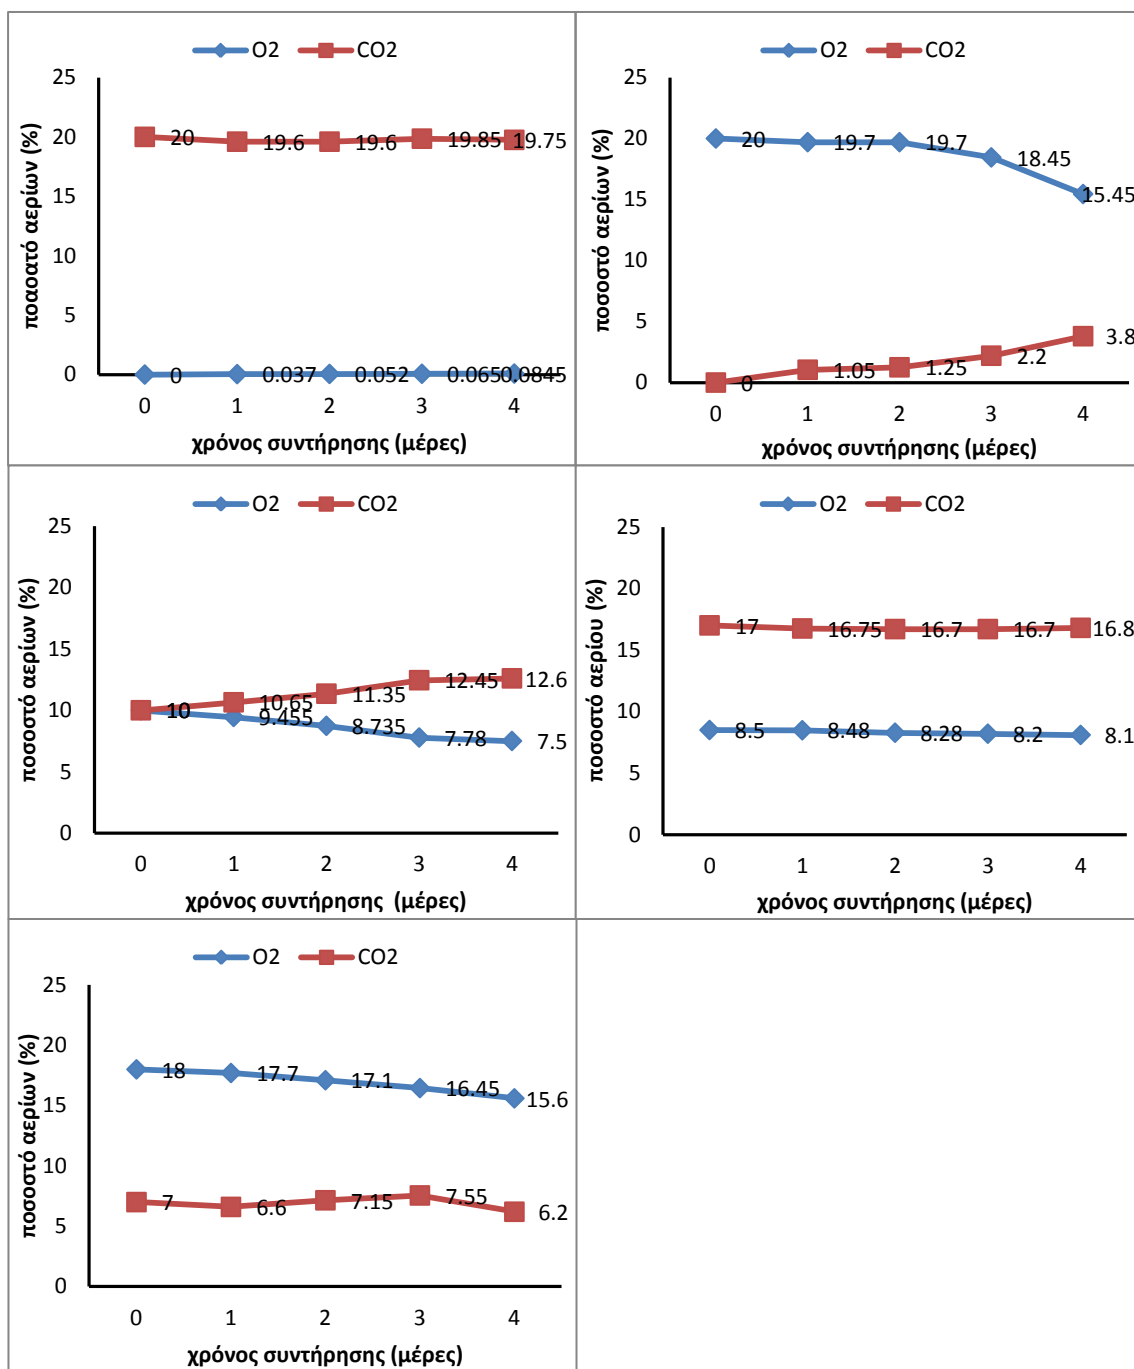 O2 CO2
25
20
15
10
5
0
20 19.6 19.6 19.85 19.75
0 0.037 0.052 0.065 0.0845
0 1 2 3 4
ποαοατό αερίων (%)
χρόνος συντήρησης (μέρες)
O2 CO2
25
20
15
10
5
0
20 19.7 19.7 18.45 15.45
0 1.05 1.25 2.2 3.8
0 1 2 3 4
ποσοστό αερίων (%)
χρόνος συντήρησης (μέρες)
O2 CO2
25
20
15
10
5
0
10 10.65 11.35 12.45 12.6
10 9.455 8.735 7.78 7.5
0 1 2 3 4
ποσοστό αερίων (%)
χρόνος συντήρησης (μέρες)
O2 CO2
25
20
15
10
5
0
17 16.75 16.7 16.7 16.8
8.5 8.48 8.28 8.2 8.1
0 1 2 3 4
ποσοστό αερίου (%)
χρόνος συντήρησης (μέρες)
O2 CO2
25
20
15
10
5
0
18 17.7 17.1 16.45 15.6
7 6.6 7.15 7.55 6.2
0 1 2 3 4
ποσοστό αερίων (%)
χρόνος συντήρησης (μέρες)